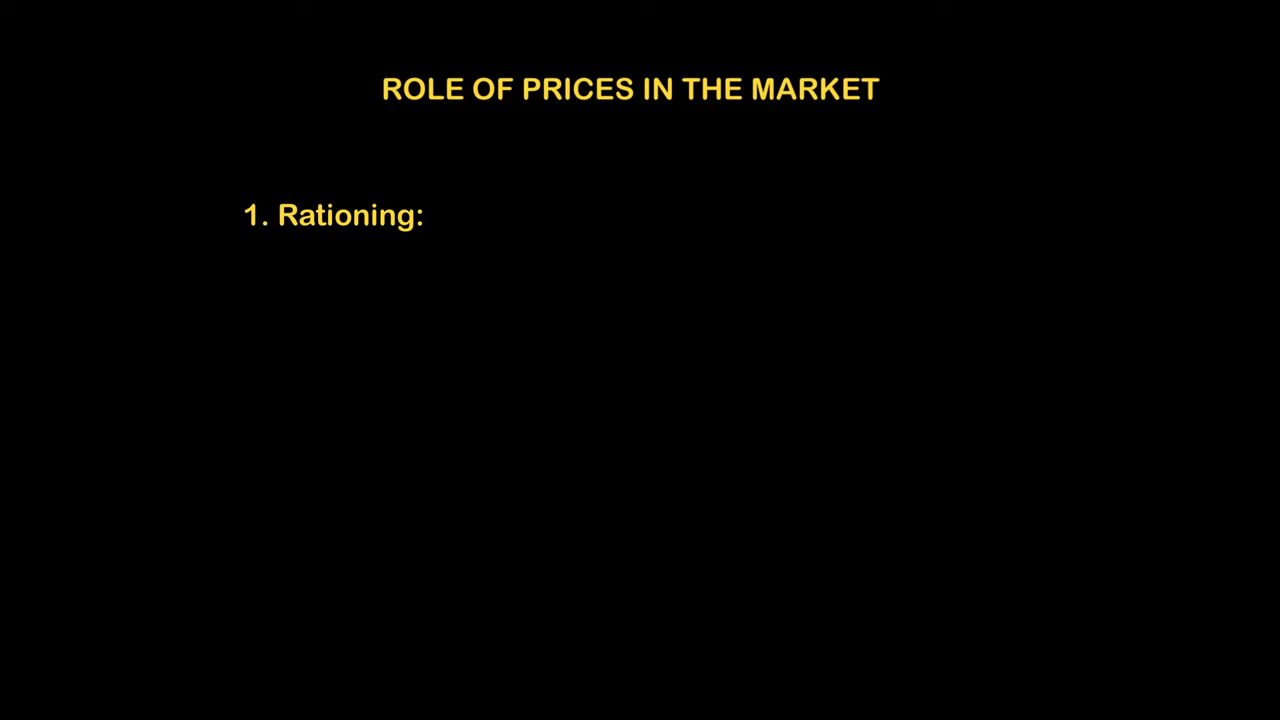 ROLE OF PRICES IN THE MARKET
1. Rationing: